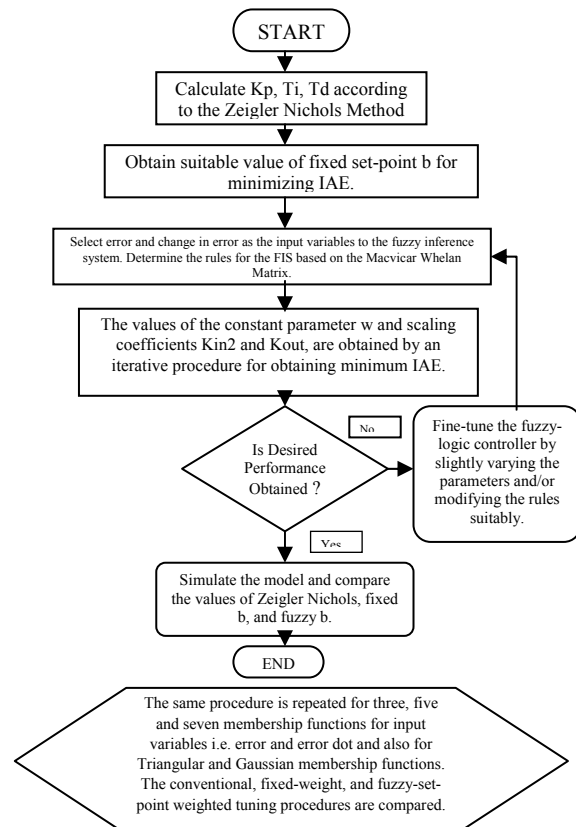 START
Calculate Kp, Ti, Td according
to the Zeigler Nichols Method
Obtain suitable value of fixed set-point b for
minimizing IAE.
Select error and change in error as the input variables to the fuzzy inference
system. Determine the rules for the FIS based on the Macvicar Whelan
Matrix.
The values of the constant parameter w and scaling
coefficients Kin2 and Kout, are obtained by an
iterative procedure for obtaining minimum IAE.
No
Is Desired
Performance
Obtained ?
Fine-tune the fuzzy-
logic controller by
slightly varying the
parameters and/or
modifying the rules
suitably.
Yes
Simulate the model and compare
the values of Zeigler Nichols, fixed
b, and fuzzy b.
END
The same procedure is repeated for three, five
and seven membership functions for input
variables i.e. error and error dot and also for
Triangular and Gaussian membership functions.
The conventional, fixed-weight, and fuzzy-set-
point weighted tuning procedures are compared.